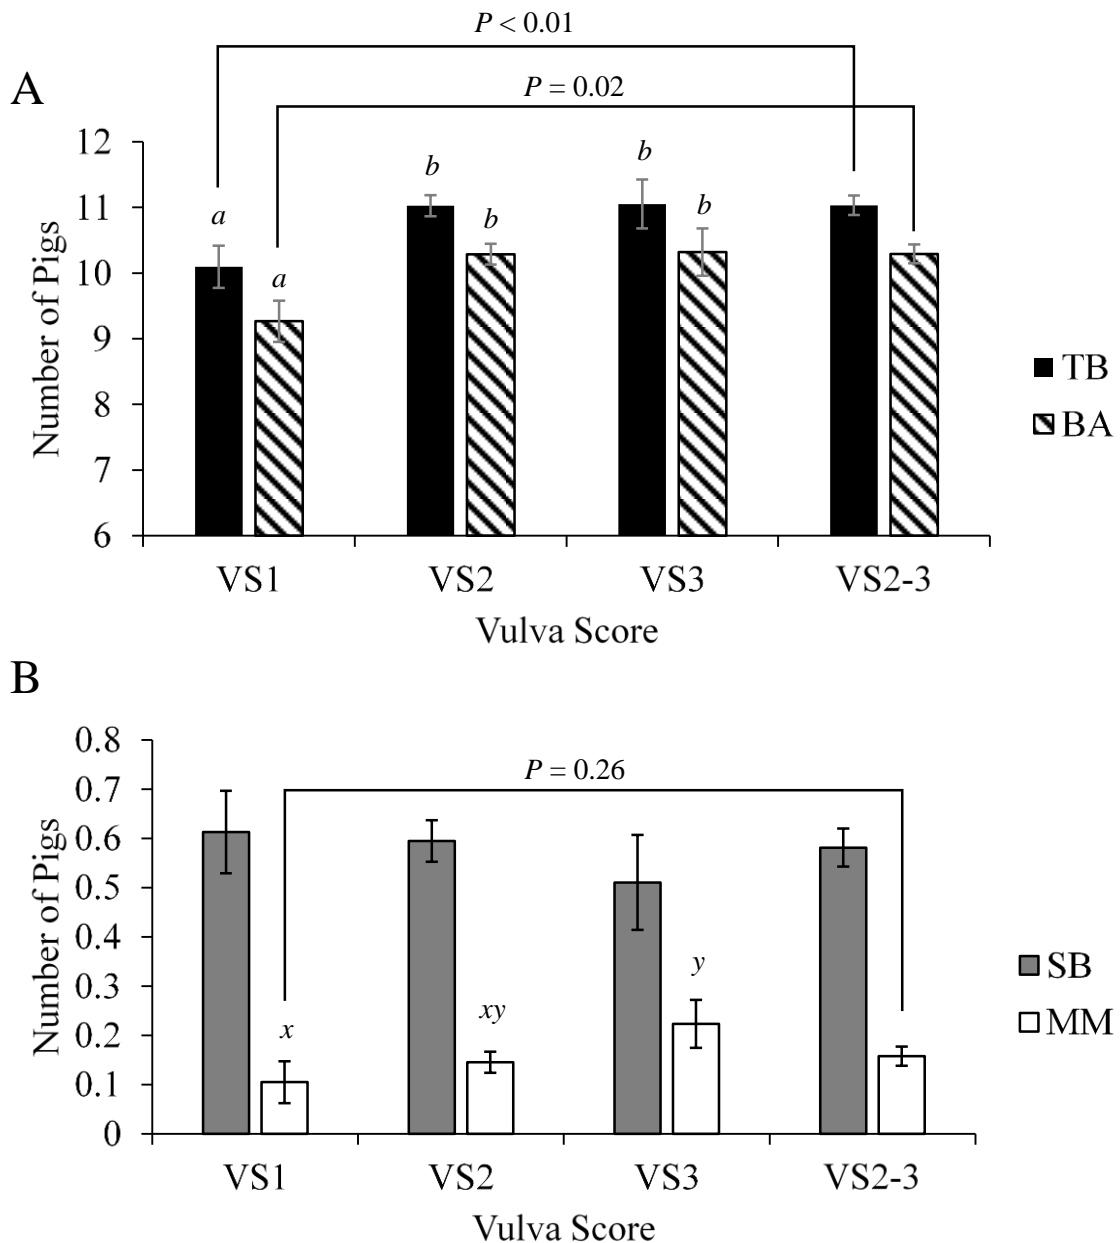 P < 0.01
A
P = 0.02
12
11
10
9
8
7
6
Number of Pigs
a
a
b
b
b
b
TB
BA
VS1 VS2 VS3 VS2-3
Vulva Score
B
0.8
0.7
0.6
0.5
0.4
0.3
0.2
0.1
0
Number of Pigs
P = 0.26
x
xy
y
SB
MM
VS1 VS2 VS3 VS2-3
Vulva Score